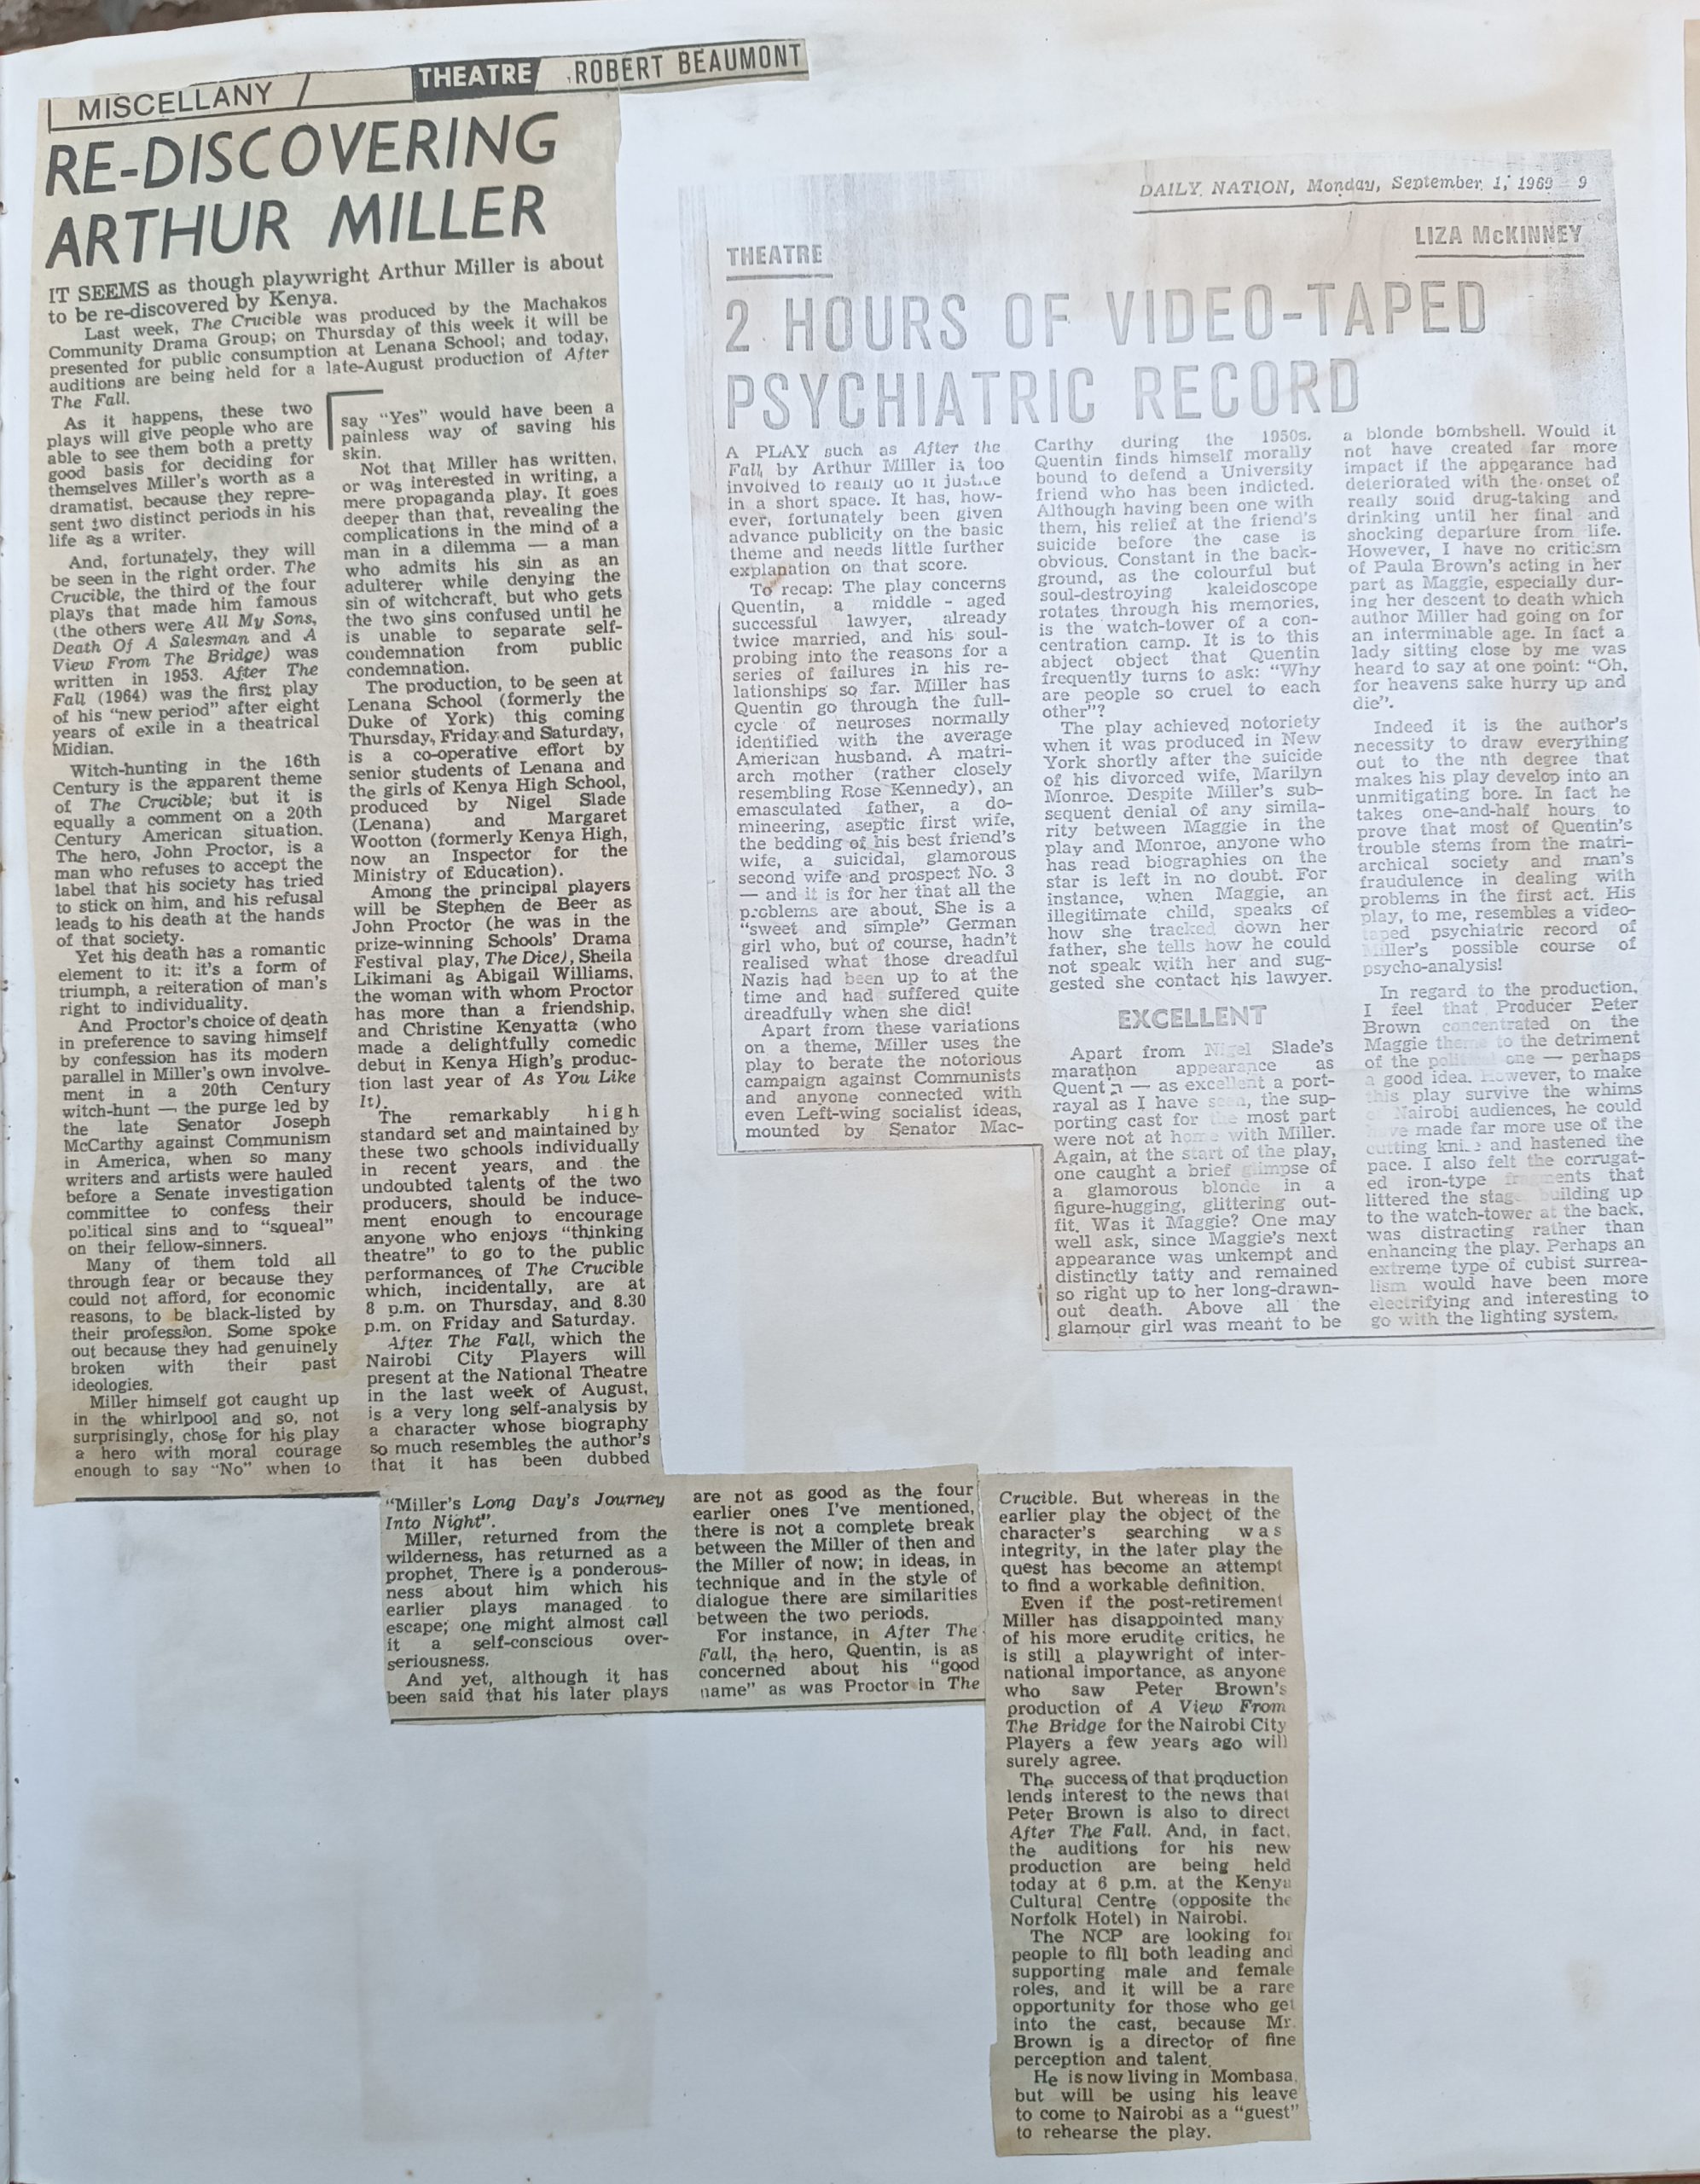 MISCELLANY
THEATRE
ROBERT BEAUMONT
RE-DISCOVERING
ARTHUR MILLER
IT SEEMS as though playwright Arthur Miller is about
to be re-discovered by Kenya.
Last week, The Crucible was produced by the Machakos
Community Drama Group; on Thursday of this week it will be
presented for public consumption at Lenana School; and today,
auditions are being held for a late-August production of After
The Fall.
As it happens, these two
plays will give people who are
able to see them both a pretty
good basis for deciding for
themselves Miller's worth as a
dramatist, because they repre-
sent two distinct periods in his
life as a writer.
And, fortunately, they will
be seen in the right order. The
Crucible, the third of the four
plays that made him famous
(the others were All My Sons,
Death Of A Salesman and A
View From The Bridge) was
written in 1953. After The
Fall (1964) was the first play
of his "new period" after eight
years of exile in a theatrical
Midian.
Witch-hunting in the 16th
Century is the apparent theme
of The Crucible; but it is
equally a comment on a 20th
Century American situation.
The hero, John Proctor, is a
man who refuses to accept the
label that his society has tried
to stick on him, and his refusal
leads to his death at the hands
of that society.
Yet his death has a romantic
element to it: it's a form of
triumph, a reiteration of man's
right to individuality.
And Proctor's choice of death
in preference to saving himself
by confession has its modern
parallel in Miller's own involve-
ment in a 20th Century
witch-hunt — the purge led by
the late Senator Joseph
McCarthy against Communism
in America, when so many
writers and artists were hauled
before a Senate investigation
committee to confess their
political sins and to "squeal"
on their fellow-sinners.
Many of them told all
through fear or because they
could not afford, for economic
reasons, to be black-listed by
their profession. Some spoke
out because they had genuinely
broken with their past
ideologies.
Miller himself got caught up
in the whirlpool and so, not
surprisingly, chose for his play
a hero with moral courage
enough to say "No" when to
say "Yes" would have been a
painless way of saving his
skin.
Not that Miller has written,
or was interested in writing, a
mere propaganda play. It goes
deeper than that, revealing the
complications in the mind of a
man in a dilemma — a man
who admits his sin as an
adulterer while denying the
sin of witchcraft, but who gets
the two sins confused until he
is unable to separate self-
condemnation from public
condemnation.
The production, to be seen at
Lenana School (formerly the
Duke of York) this coming
Thursday, Friday and Saturday,
is a co-operative effort by
senior students of Lenana and
the girls of Kenya High School,
produced by Nigel Slade
(Lenana) and Margaret
Wootton (formerly Kenya High,
now an Inspector for the
Ministry of Education).
Among the principal players
will be Stephen de Beer as
John Proctor (he was in the
prize-winning Schools' Drama
Festival play, The Dice), Sheila
Likimani as Abigail Williams,
the woman with whom Proctor
has more than a friendship,
and Christine Kenyatta (who
made a delightfully comedic
debut in Kenya High's produc-
tion last year of As You Like
It).
The remarkably high
standard set and maintained by
these two schools individually
in recent years, and the
undoubted talents of the two
producers, should be induce-
ment enough to encourage
anyone who enjoys "thinking
theatre" to go to the public
performances of The Crucible
which, incidentally, are at
8 p.m. on Thursday, and 8.30
p.m. on Friday and Saturday.
After The Fall, which the
Nairobi City Players will
present at the National Theatre
in the last week of August,
is a very long self-analysis by
a character whose biography
so much resembles the author's
that it has been dubbed
"Miller's Long Day's Journey
Into Night".
Miller, returned from the
wilderness, has returned as a
prophet. There is a ponderous-
ness about him which his
earlier plays managed to
escape; one might almost call
it a self-conscious over-
seriousness.
And yet, although it has
been said that his later plays
are not as good as the four
earlier ones I've mentioned,
there is not a complete break
between the Miller of then and
the Miller of now; in ideas, in
technique and in the style of
dialogue there are similarities
between the two periods.
For instance, in After The
Fall, the hero, Quentin, is as
concerned about his "good
name" as was Proctor in The
Crucible. But whereas in the
earlier play the object of the
character's searching was
integrity, in the later play the
quest has become an attempt
to find a workable definition.
Even if the post-retirement
Miller has disappointed many
of his more erudite critics, he
is still a playwright of inter-
national importance, as anyone
who saw Peter Brown's
production of A View From
The Bridge for the Nairobi City
Players a few years ago will
surely agree.
The success of that production
lends interest to the news that
Peter Brown is also to direct
After The Fall. And, in fact,
the auditions for his new
production are being held
today at 6 p.m. at the Kenya
Cultural Centre (opposite the
Norfolk Hotel) in Nairobi.
The NCP are looking for
people to fill both leading and
supporting male and female
roles, and it will be a rare
opportunity for those who get
into the cast, because Mr.
Brown is a director of fine
perception and talent.
He is now living in Mombasa,
but will be using his leave
to come to Nairobi as a "guest"
to rehearse the play.
DAILY NATION, Monday, September 1, 1969 9
THEATRE
LIZA McKINNEY
2 HOURS OF VIDEO-TAPED
PSYCHIATRIC RECORD
A PLAY such as After the
Fall by Arthur Miller is too
involved to really do it justice
in a short space. It has, how-
ever, fortunately been given
advance publicity on the basic
theme and needs little further
explanation on that score.
To recap: The play concerns
Quentin, a middle - aged
successful lawyer, already
twice married, and his soul-
probing into the reasons for a
series of failures in his re-
lationships so far. Miller has
Quentin go through the full-
cycle of neuroses normally
identified with the average
American husband. A matri-
arch mother (rather closely
resembling Rose Kennedy), an
emasculated father, a do-
mineering, aseptic first wife,
the bedding of his best friend's
wife, a suicidal, glamorous
second wife and prospect No. 3
— and it is for her that all the
problems are about. She is a
"sweet and simple" German
girl who, but of course, hadn't
realised what those dreadful
Nazis had been up to at the
time and had suffered quite
dreadfully when she did!
Apart from these variations
on a theme, Miller uses the
play to berate the notorious
campaign against Communists
and anyone connected with
even Left-wing socialist ideas,
mounted by Senator Mac-
Carthy during the 1950s.
Quentin finds himself morally
bound to defend a University
friend who has been indicted.
Although having been one with
them, his relief at the friend's
suicide before the case is
obvious. Constant in the back-
ground, as the colourful but
soul-destroying kaleidoscope
rotates through his memories,
is the watch-tower of a con-
centration camp. It is to this
abject object that Quentin
frequently turns to ask: "Why
are people so cruel to each
other"?
The play achieved notoriety
when it was produced in New
York shortly after the suicide
of his divorced wife, Marilyn
Monroe. Despite Miller's sub-
sequent denial of any simila-
rity between Maggie in the
play and Monroe, anyone who
has read biographies on the
star is left in no doubt. For
instance, when Maggie, an
illegitimate child, speaks of
how she tracked down her
father, she tells how he could
not speak with her and sug-
gested she contact his lawyer.
EXCELLENT
Apart from Nigel Slade's
marathon appearance as
Quentin — as excellent a port-
rayal as I have seen, the sup-
porting cast for the most part
were not at home with Miller.
Again, at the start of the play,
one caught a brief glimpse of
a glamorous blonde in a
figure-hugging, glittering out-
fit. Was it Maggie? One may
well ask, since Maggie's next
appearance was unkempt and
distinctly tatty and remained
so right up to her long-drawn-
out death. Above all the
glamour girl was meant to be
a blonde bombshell. Would it
not have created far more
impact if the appearance had
deteriorated with the onset of
really solid drug-taking and
drinking until her final and
shocking departure from life.
However, I have no criticism
of Paula Brown's acting in her
part as Maggie, especially dur-
ing her descent to death which
author Miller had going on for
an interminable age. In fact a
lady sitting close by me was
heard to say at one point: "Oh,
for heavens sake hurry up and
die".
Indeed it is the author's
necessity to draw everything
out to the nth degree that
makes his play develop into an
unmitigating bore. In fact he
takes one-and-half hours to
prove that most of Quentin's
trouble stems from the matri-
archical society and man's
fraudulence in dealing with
problems in the first act. His
play, to me, resembles a video-
taped psychiatric record of
Miller's possible course of
psycho-analysis!
In regard to the production,
I feel that Producer Peter
Brown concentrated on the
Maggie theme to the detriment
of the political one — perhaps
a good idea. However, to make
this play survive the whims
of Nairobi audiences, he could
have made far more use of the
cutting knife and hastened the
pace. I also felt the corrugat-
ed iron-type fragments that
littered the stage building up
to the watch-tower at the back,
was distracting rather than
enhancing the play. Perhaps an
extreme type of cubist surrea-
lism would have been more
electrifying and interesting to
go with the lighting system.